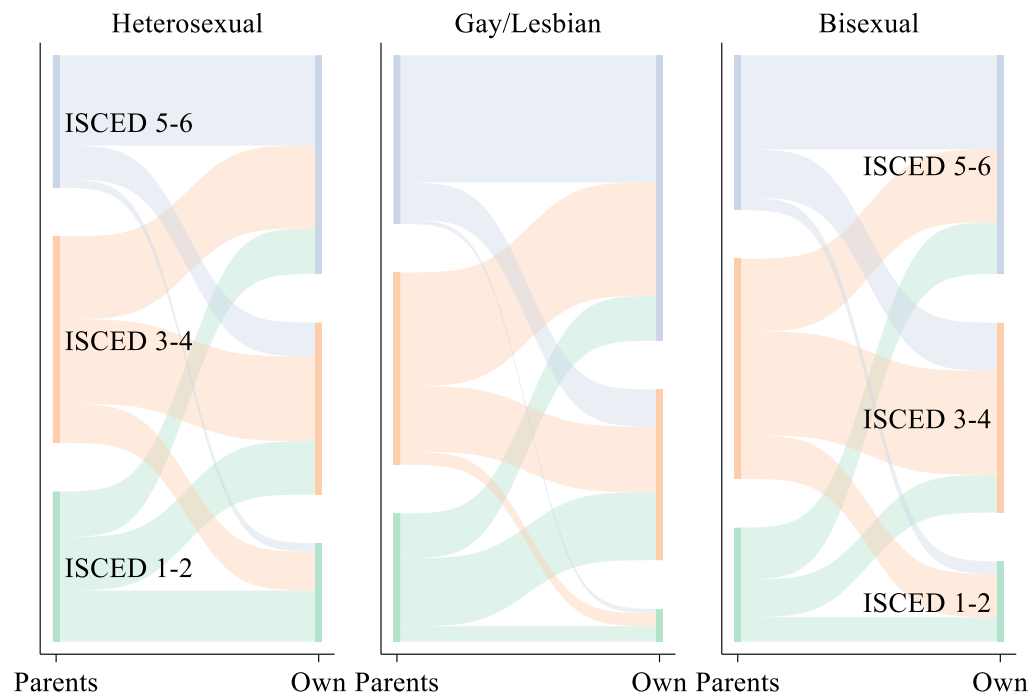 Heterosexual
Gay/Lesbian
Bisexual
ISCED 5-6
ISCED 3-4
ISCED 1-2
ISCED 5-6
ISCED 3-4
ISCED 1-2
Parents
Own
Parents
Own
Parents
Own